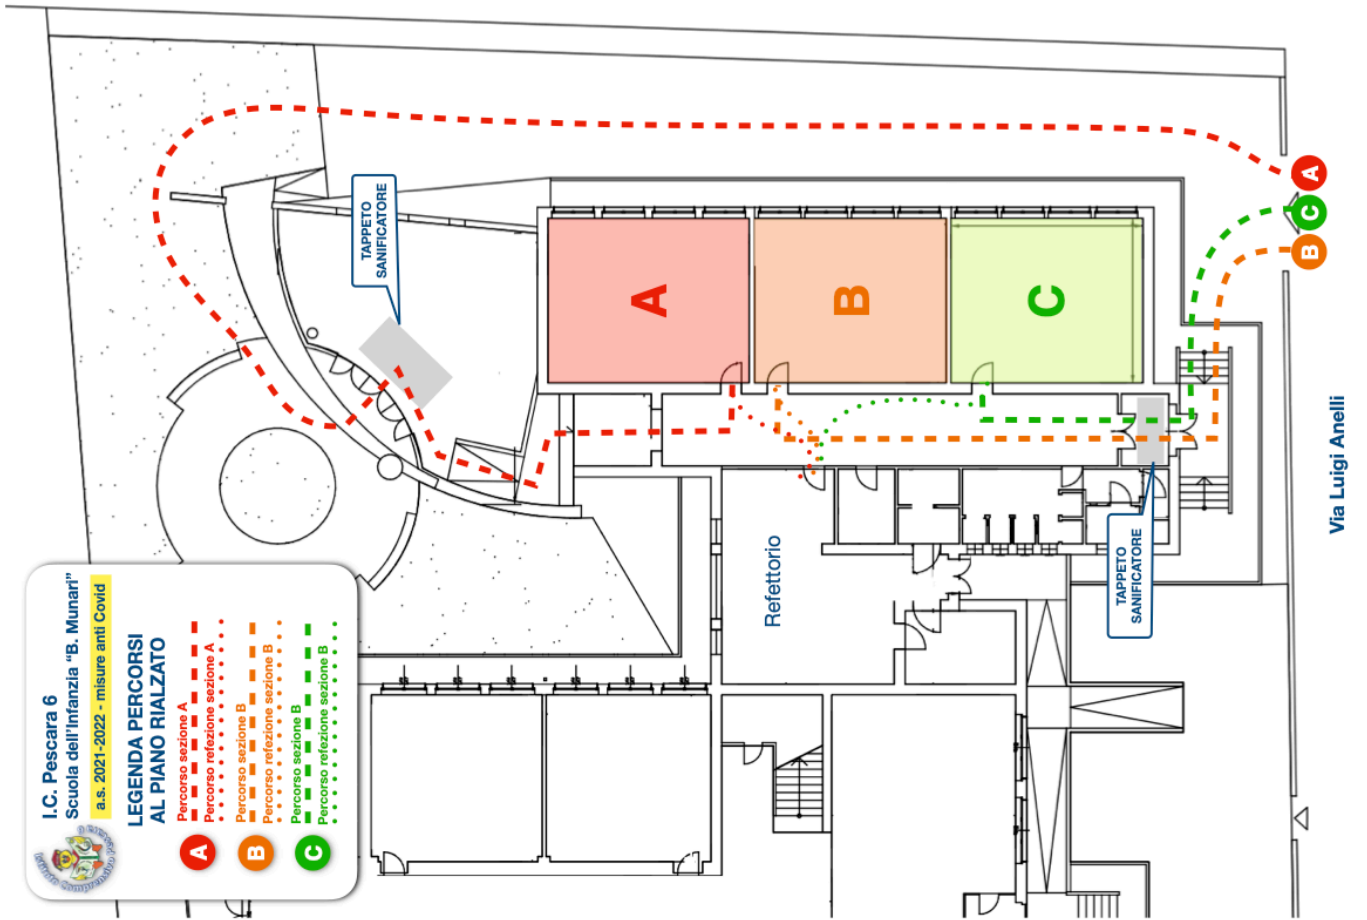 I.C. Pescara 6
Scuola dell'Infanzia "B. Munari"
a.s. 2021-2022 - misure anti Covid
LEGENDA PERCORSI
AL PIANO RIALZATO
A
Percorso sezione A
Percorso refezione sezione A
B
Percorso sezione B
Percorso refezione sezione B
C
Percorso sezione B
Percorso refezione sezione B
TAPPETO
SANIFICATORE
A
B
C
Refettorio
TAPPETO
SANIFICATORE
A
C
B
Via Luigi Anelli